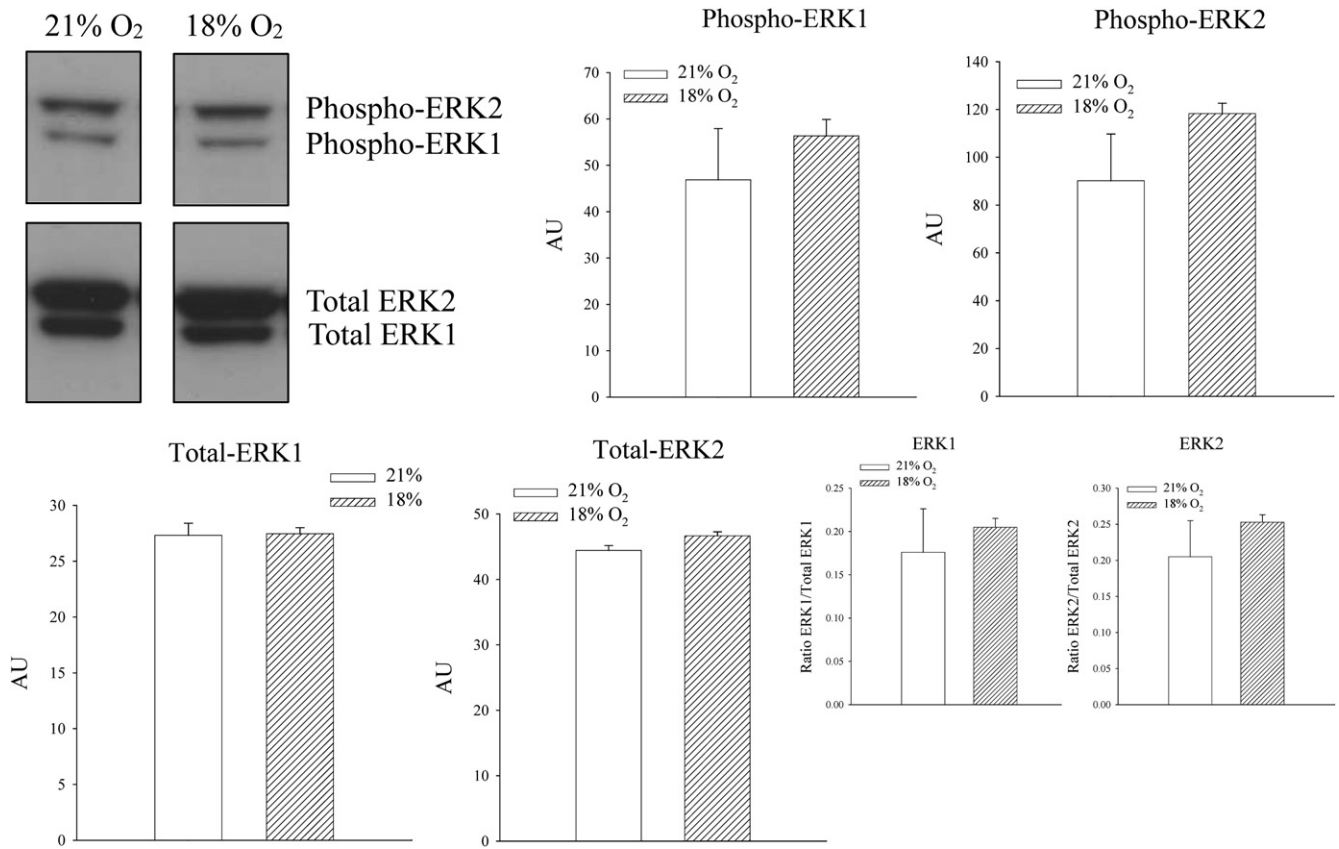 21% O₂ 18% O₂
Phospho-ERK2
Phospho-ERK1
Total ERK2
Total ERK1
Phospho-ERK1
21% O₂
18% O₂
70
60
50
40
30
20
10
0
AU
Phospho-ERK2
21% O₂
18% O₂
140
120
100
80
60
40
20
0
AU
Total-ERK1
21%
18%
30
25
20
15
10
5
0
AU
Total-ERK2
21% O₂
18% O₂
50
40
30
20
10
0
AU
ERK1
21% O₂
18% O₂
0.25
0.20
0.15
0.10
0.05
0.00
Ratio ERK1/Total ERK1
ERK2
21% O₂
18% O₂
0.30
0.25
0.20
0.15
0.10
0.05
0.00
Ratio ERK2/Total ERK2